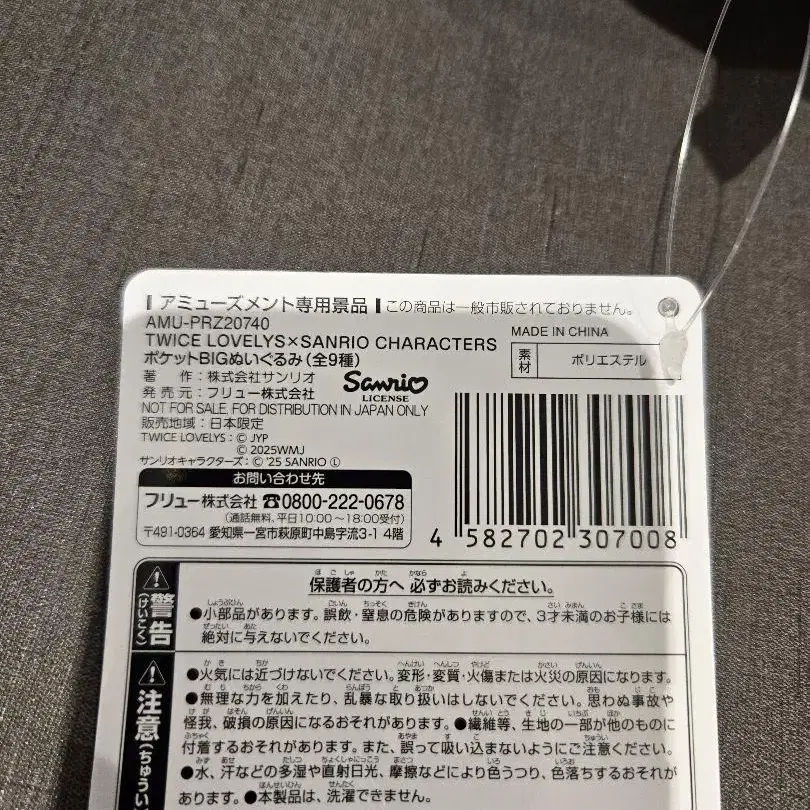 アミューズメント専用景品 この商品は一般市販されておりません。
AMU-PRZ20740
TWICE LOVELYS×SANRIO CHARACTERS
ポケットBIGぬいぐるみ(全9種)
著 作:株式会社サンリオ
発 売 元:フリュー株式会社
Sanrio
LICENSE
NOT FOR SALE, FOR DISTRIBUTION IN JAPAN ONLY
販売地域:日本限定
TWICE LOVELYS:© JYP
© 2025WMJ
サンリオキャラクターズ:© '25 SANRIO Ⓛ
MADE IN CHINA
素材 ポリエステル
お問い合わせ先
フリュー株式会社 ☎0800-222-0678
(通話無料、平日10:00~18:00受付)
〒491-0364 愛知県一宮市萩原町中島字流3-1 4階
4 582702 307008
警告(けいこく)
保護者の方へ 必ずお読みください。
●小部品があります。誤飲・窒息の危険がありますので、3才未満のお子様には
絶対に与えないでください。
注意(ちゅうい
●火気には近づけないでください。変形・変質・火傷または火災の原因になります。
●無理な力を加えたり、乱暴な取り扱いはしないでください。思わぬ事故や
怪我、破損の原因になるおそれがあります。●繊維等、生地の一部が他のものに
付着するおそれがあります。また、誤って吸い込まないようにご注意ください。
●水、汗などの多湿や直射日光、摩擦などにより色うつり、色落ちするおそれが
あります。●本製品は、洗濯できません。